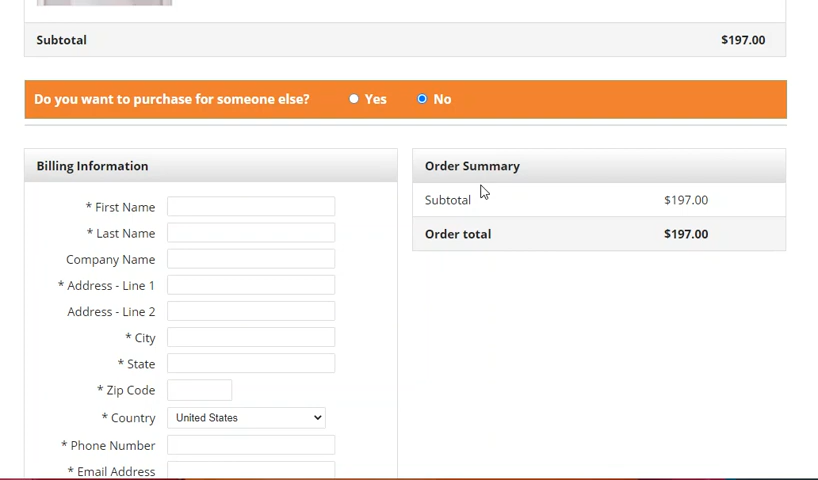 Subtotal $197.00
Do you want to purchase for someone else? Yes No
Billing Information
* First Name
* Last Name
Company Name
* Address - Line 1
Address - Line 2
* City
* State
* Zip Code
* Country United States
* Phone Number
* Email Address
Order Summary
Subtotal $197.00
Order total $197.00